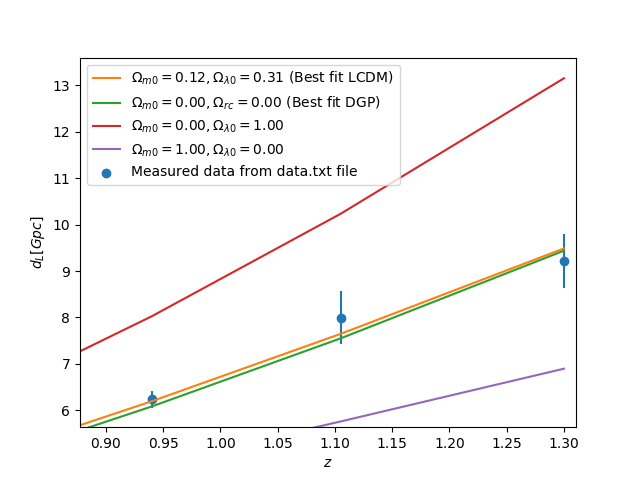 Ωm0 = 0.12, Ωλ0 = 0.31 (Best fit LCDM)
Ωm0 = 0.00, Ωrc = 0.00 (Best fit DGP)
Ωm0 = 0.00, Ωλ0 = 1.00
Ωm0 = 1.00, Ωλ0 = 0.00
Measured data from data.txt file
13
12
11
10
9
8
7
6
dL[Gpc]
0.90 0.95 1.00 1.05 1.10 1.15 1.20 1.25 1.30
z